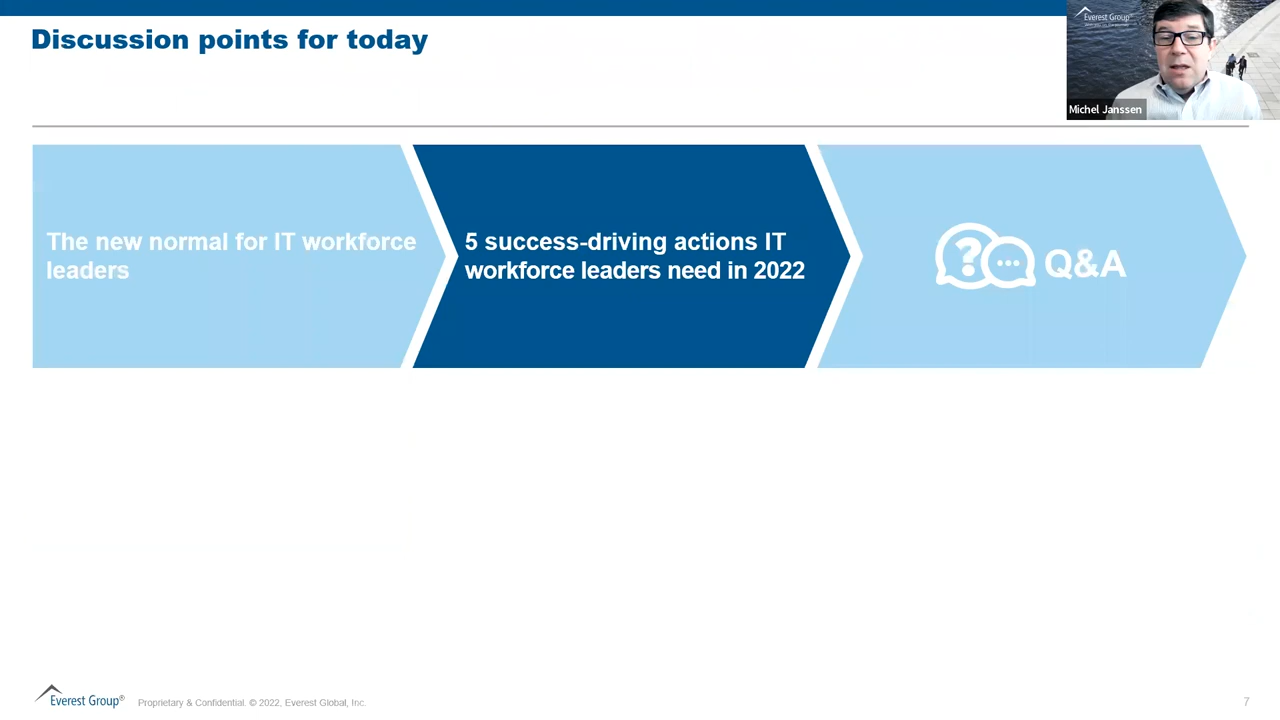 Discussion points for today
Everest Group
Michel Janssen
The new normal for IT workforce
leaders
5 success-driving actions IT
workforce leaders need in 2022
? ... Q&A
Everest Group®
Proprietary & Confidential. © 2022, Everest Global, Inc.
7